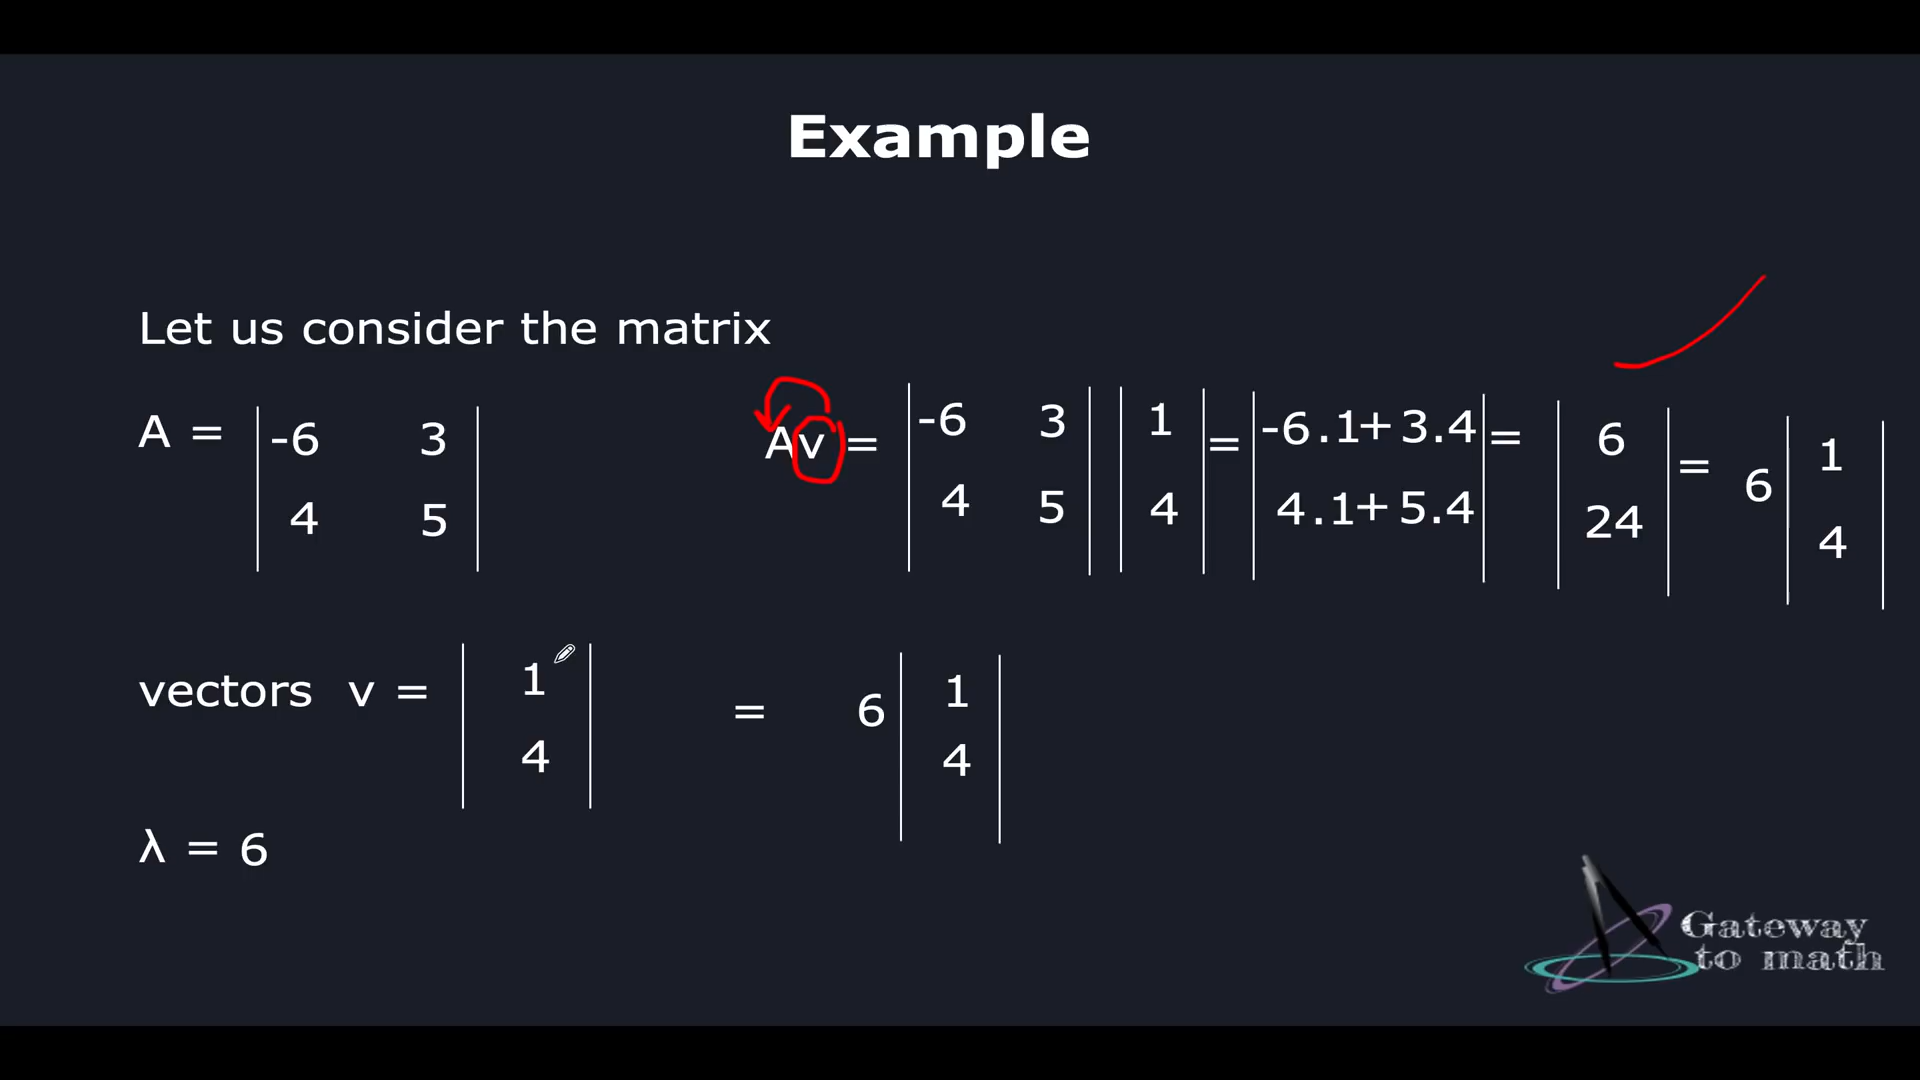 Example
Let us consider the matrix
A = | -6 3 | Av = | -6 3 | | 1 | = | -6.1+3.4 | = | 6 | = 6 | 1 |
| 4 5 | | 4 5 | | 4 | | 4.1+5.4 | | 24 | | 4 |
vectors v = | 1 | = 6 | 1 |
| 4 | | 4 |
λ = 6
Gateway
to math